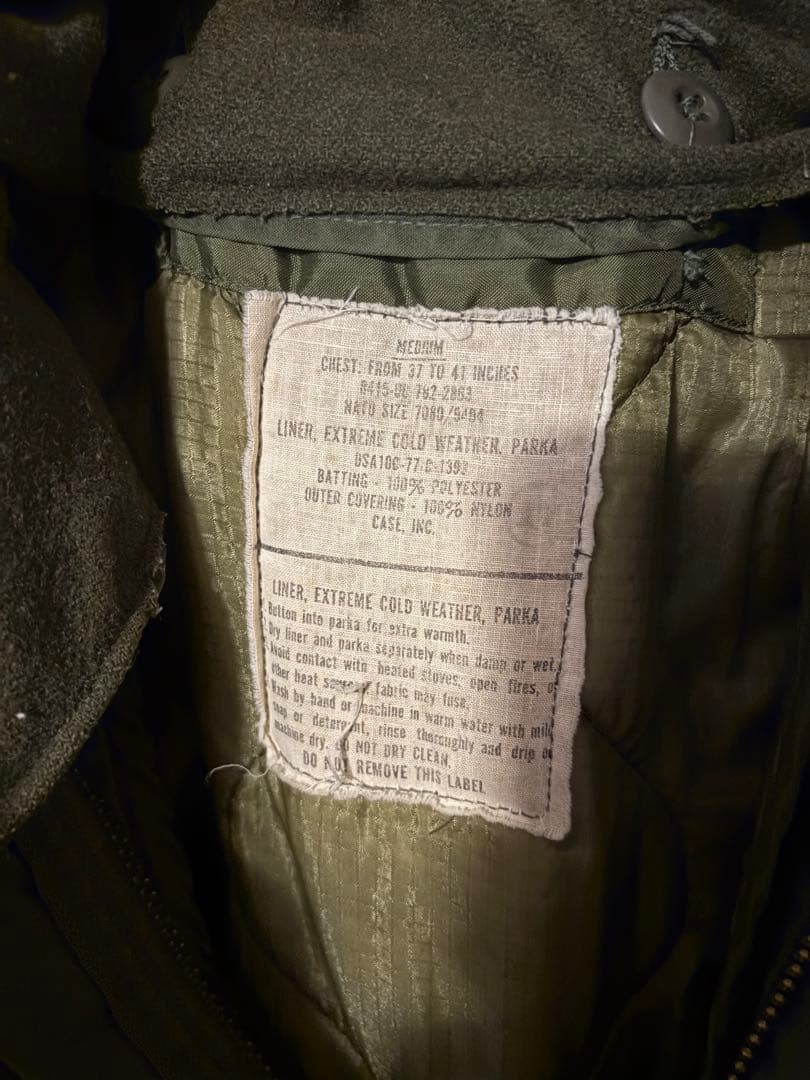 MEDIUM
CHEST: FROM 37 TO 41 INCHES
8415-00-782-2883
NATO SIZE 7080/9404
LINER, EXTREME COLD WEATHER, PARKA
DSA100-77-C-1392
BATTING - 100% POLYESTER
OUTER COVERING - 100% NYLON
CASE, INC.
LINER, EXTREME COLD WEATHER, PARKA
Button into parka for extra warmth.
Dry liner and parka separately when damp or wet.
Avoid contact with heated stoves, open fires, o
other heat fabric may fuse.
Wash by hand or machine in warm water with mild
soap or detergent, rinse thoroughly and drip o
machine dry. DO NOT DRY CLEAN.
DO NOT REMOVE THIS LABEL